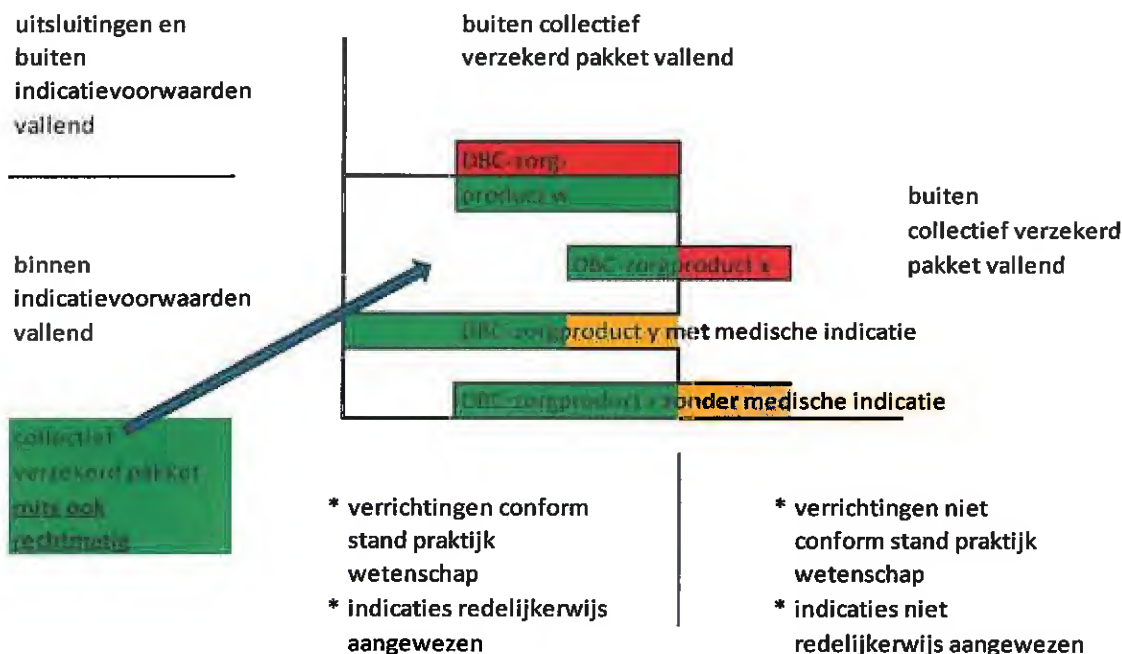 uitsluitingen en
buiten
indicatievoorwaarden
vallend
buiten collectief
verzekerd pakket vallend
DBC-zorg-
product w
buiten
collectief verzekerd
pakket vallend
DBC-zorgproduct x
binnen
indicatievoorwaarden
vallend
DBC-zorgproduct y met medische indicatie
DBC-zorgproduct zonder medische indicatie
collectief
verzekerd pakket
mits ook
rechtmatig
* verrichtingen conform
stand praktijk
wetenschap
* indicaties redelijkerwijs
aangewezen
* verrichtingen niet
conform stand praktijk
wetenschap
* indicaties niet
redelijkerwijs aangewezen